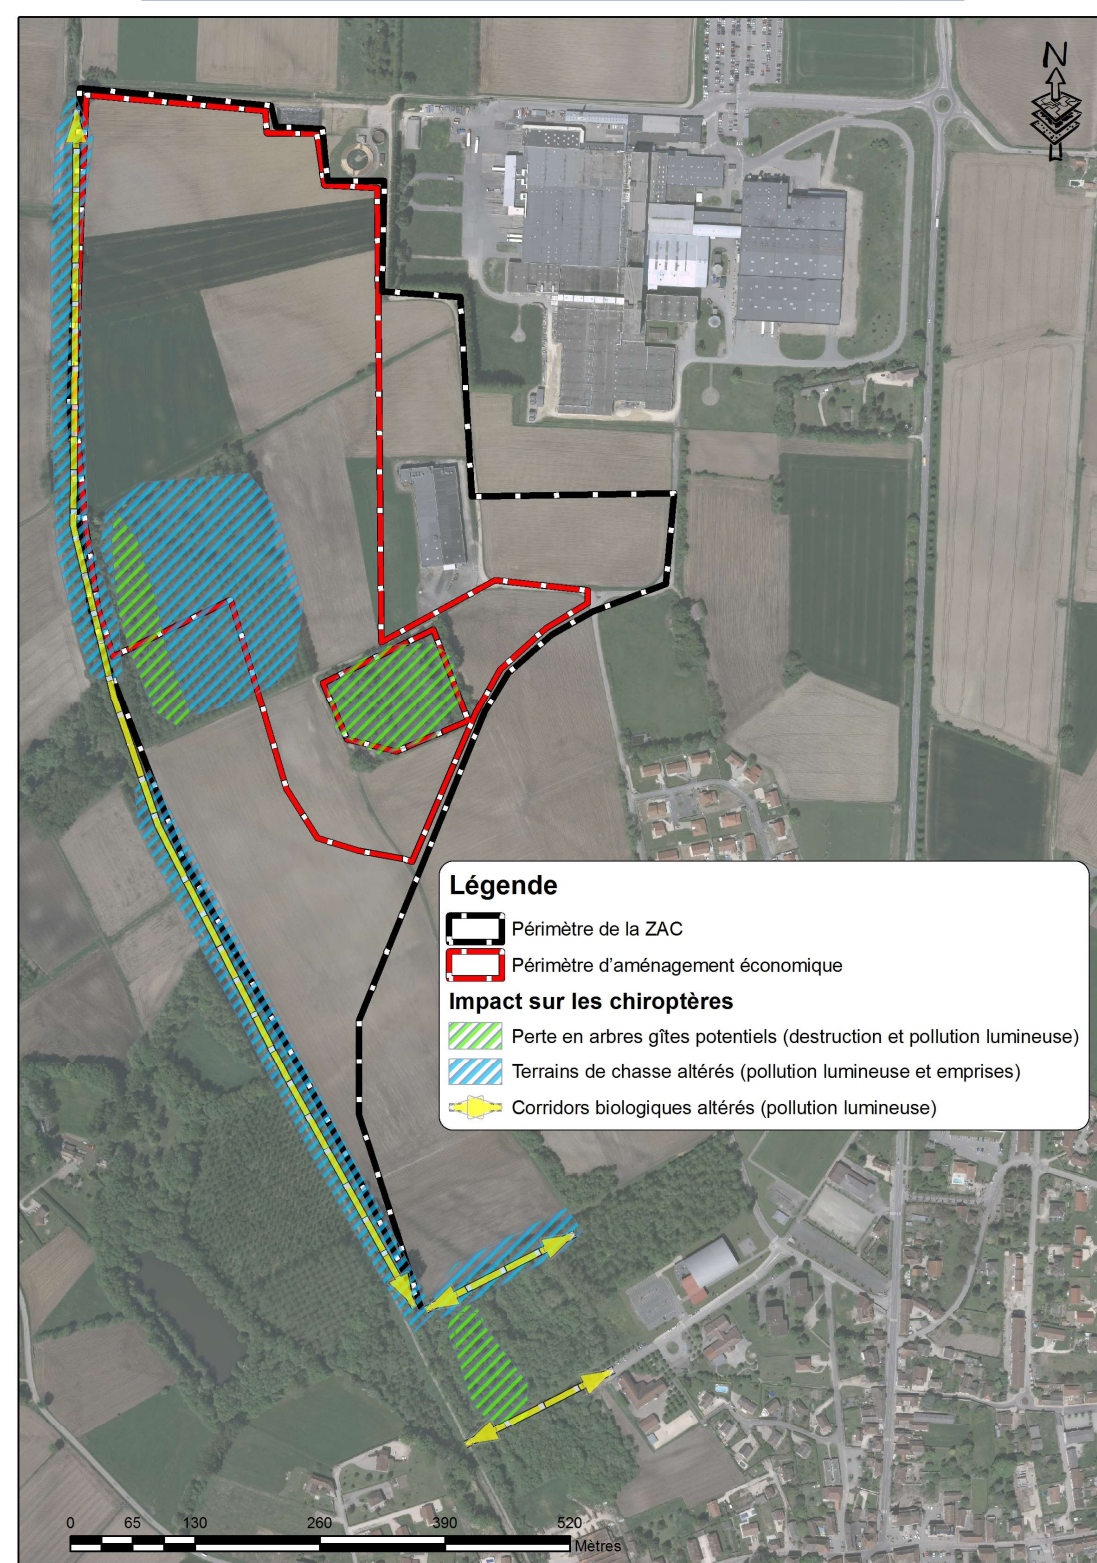 N
Légende
Périmètre de la ZAC
Périmètre d'aménagement économique
Impact sur les chiroptères
Perte en arbres gîtes potentiels (destruction et pollution lumineuse)
Terrains de chasse altérés (pollution lumineuse et emprises)
Corridors biologiques altérés (pollution lumineuse)
0 65 130 260 390 520
Mètres